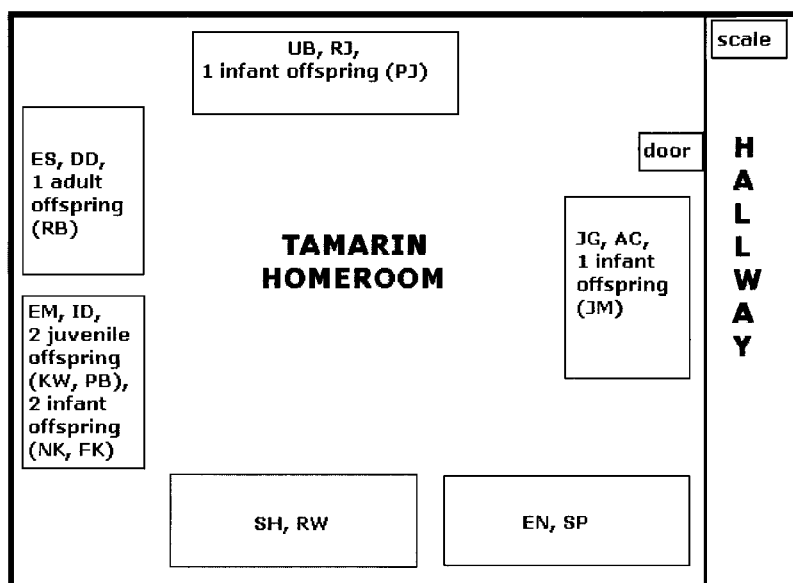 UB, RJ,
1 infant offspring (PJ)
scale
door
HALLWAY
ES, DD,
1 adult
offspring
(RB)
TAMARIN
HOMEROOM
JG, AC,
1 infant
offspring
(JM)
EM, ID,
2 juvenile
offspring
(KW, PB),
2 infant
offspring
(NK, FK)
SH, RW
EN, SP